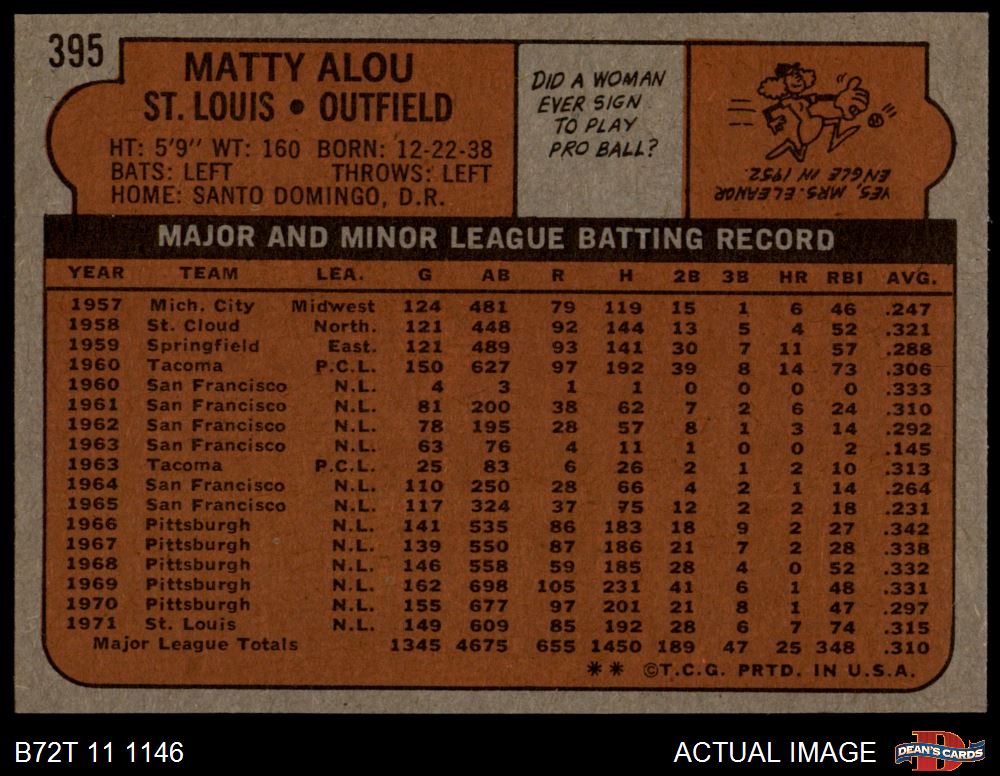 395
MATTY ALOU
ST. LOUIS • OUTFIELD
HT: 5'9" WT: 160 BORN: 12-22-38
BATS: LEFT THROWS: LEFT
HOME: SANTO DOMINGO, D.R.
DID A WOMAN
EVER SIGN
TO PLAY
PRO BALL?
YES, MRS. ELEANOR
ENGLE IN 1952.
MAJOR AND MINOR LEAGUE BATTING RECORD
YEAR TEAM LEA. G AB R H 2B 3B HR RBI AVG.
1957 Mich. City Midwest 124 481 79 119 15 1 6 46 .247
1958 St. Cloud North. 121 448 92 144 13 5 4 52 .321
1959 Springfield East. 121 489 93 141 30 7 11 57 .288
1960 Tacoma P.C.L. 150 627 97 192 39 8 14 73 .306
1960 San Francisco N.L. 4 3 1 1 0 0 0 0 .333
1961 San Francisco N.L. 81 200 38 62 7 2 6 24 .310
1962 San Francisco N.L. 78 195 28 57 8 1 3 14 .292
1963 San Francisco N.L. 63 76 4 11 1 0 0 2 .145
1963 Tacoma P.C.L. 25 83 6 26 2 1 2 10 .313
1964 San Francisco N.L. 110 250 28 66 4 2 1 14 .264
1965 San Francisco N.L. 117 324 37 75 12 2 2 18 .231
1966 Pittsburgh N.L. 141 535 86 183 18 9 2 27 .342
1967 Pittsburgh N.L. 139 550 87 186 21 7 2 28 .338
1968 Pittsburgh N.L. 146 558 59 185 28 4 0 52 .332
1969 Pittsburgh N.L. 162 698 105 231 41 6 1 48 .331
1970 Pittsburgh N.L. 155 677 97 201 21 8 1 47 .297
1971 St. Louis N.L. 149 609 85 192 28 6 7 74 .315
Major League Totals 1345 4675 655 1450 189 47 25 348 .310
** ©T.C.G. PRTD. IN U.S.A.
B72T 11 1146
ACTUAL IMAGE
D
DEAN'S CARDS